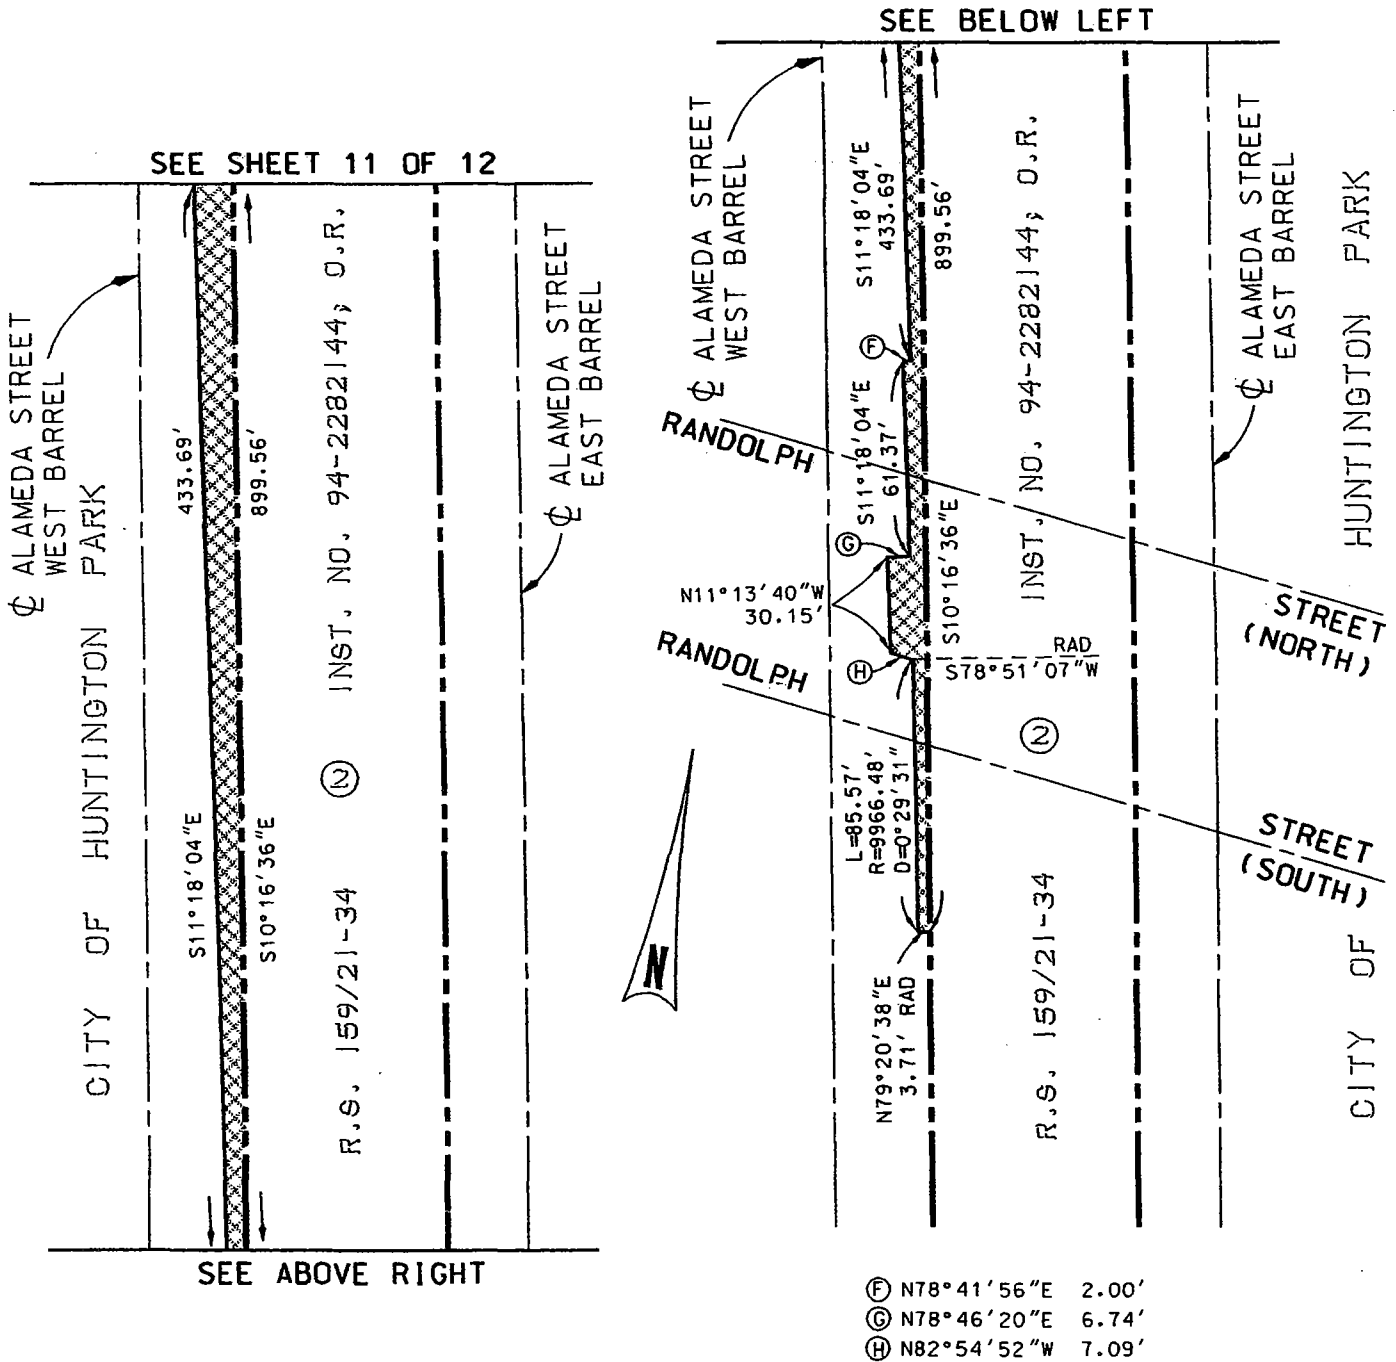 SEE SHEET 11 OF 12
℄ ALAMEDA STREET
WEST BARREL
CITY OF HUNTINGTON PARK
433.69'
899.56'
S11°18'04"E
S10°16'36"E
INST. NO. 94-2282144; O.R.
②
R.S. 159/21-34
℄ ALAMEDA STREET
EAST BARREL
SEE ABOVE RIGHT
N
SEE BELOW LEFT
℄ ALAMEDA STREET
WEST BARREL
S11°18'04"E
433.69'
899.56'
INST. NO. 94-2282144; O.R.
℄ ALAMEDA STREET
EAST BARREL
CITY OF HUNTINGTON PARK
Ⓕ
RANDOLPH STREET
(NORTH)
S11°18'04"E
61.37'
Ⓖ
S10°16'36"E
N11°13'40"W
30.15'
RAD
S78°51'07"W
Ⓗ
RANDOLPH STREET
(SOUTH)
②
L=85.57'
R=9966.48'
D=0°29'31"
N79°20'38"E
3.71' RAD
R.S. 159/21-34
Ⓕ N78°41'56"E 2.00'
Ⓖ N78°46'20"E 6.74'
Ⓗ N82°54'52"W 7.09'